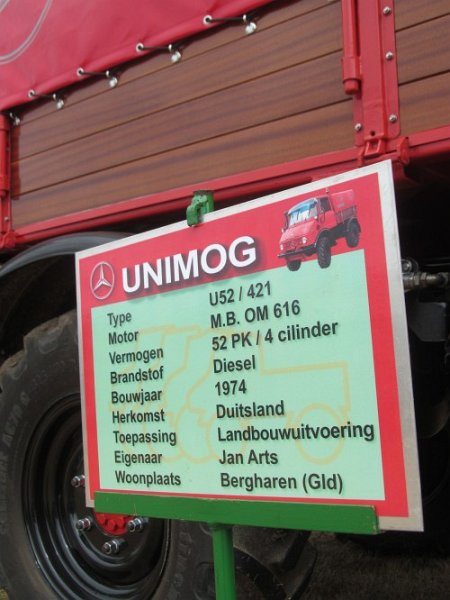 UNIMOG
Type U52 / 421
Motor M.B. OM 616
Vermogen 52 PK / 4 cilinder
Brandstof Diesel
Bouwjaar 1974
Herkomst Duitsland
Toepassing Landbouwuitvoering
Eigenaar Jan Arts
Woonplaats Bergharen (Gld)